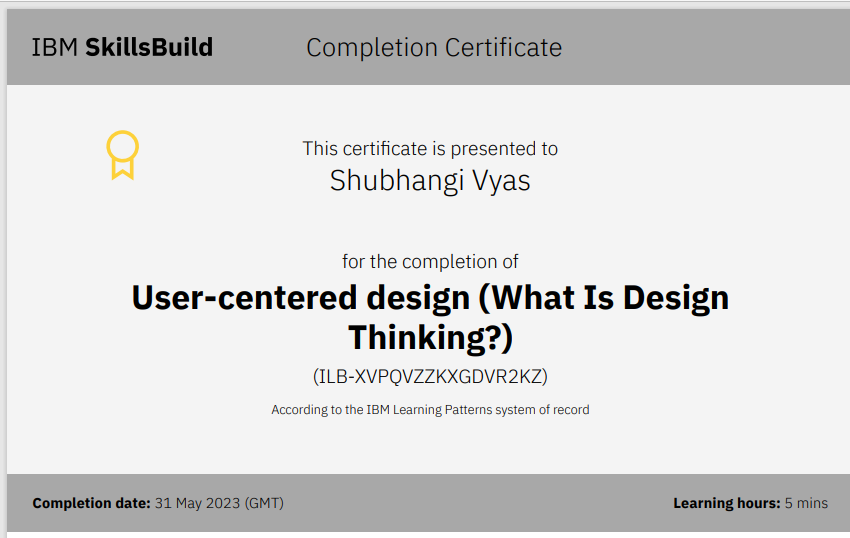 IBM SkillsBuild
Completion Certificate
This certificate is presented to
Shubhangi Vyas
for the completion of
User-centered design (What Is Design
Thinking?)
(ILB-XVPQVZZKXGDVR2KZ)
According to the IBM Learning Patterns system of record
Completion date: 31 May 2023 (GMT)
Learning hours: 5 mins